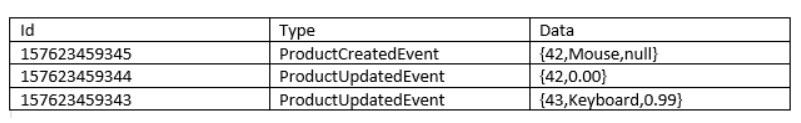 Id Type Data
157623459345 ProductCreatedEvent {42,Mouse,null}
157623459344 ProductUpdatedEvent {42,0.00}
157623459343 ProductUpdatedEvent {43,Keyboard,0.99}